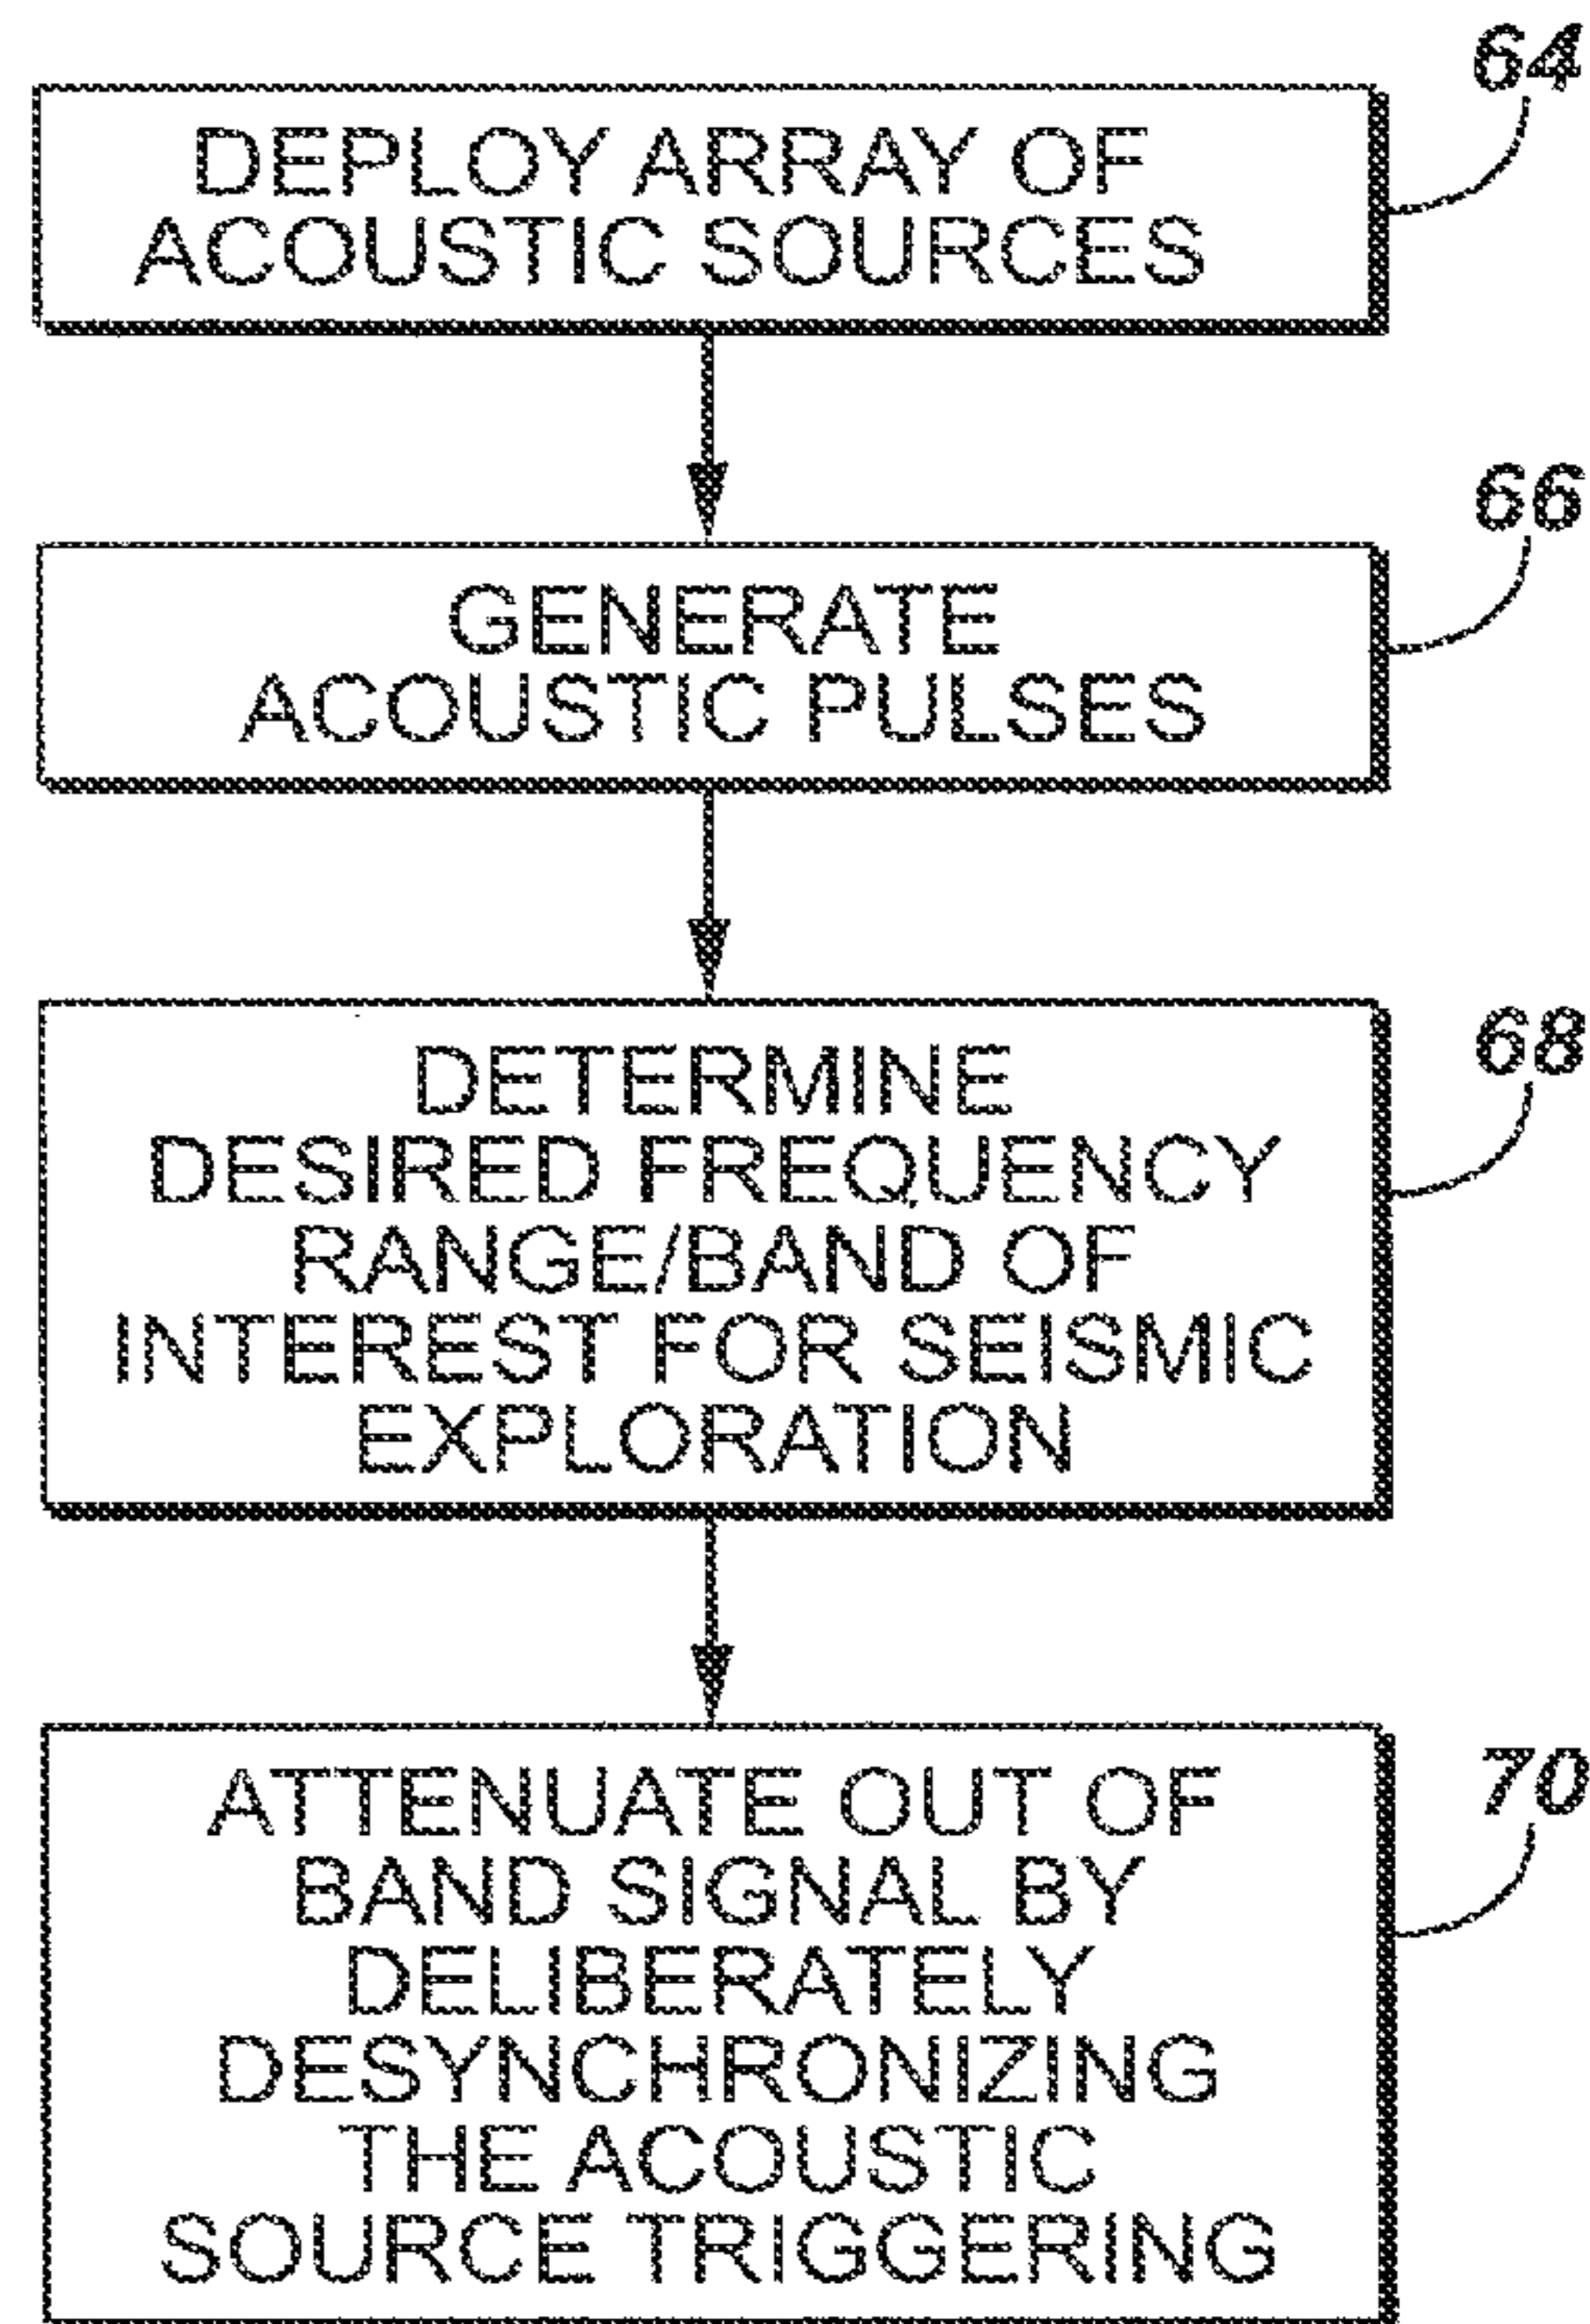 64
DEPLOY ARRAY OF
ACOUSTIC SOURCES
66
GENERATE
ACOUSTIC PULSES
68
DETERMINE
DESIRED FREQUENCY
RANGE/BAND OF
INTEREST FOR SEISMIC
EXPLORATION
70
ATTENUATE OUT OF
BAND SIGNAL BY
DELIBERATELY
DESYNCHRONIZING
THE ACOUSTIC
SOURCE TRIGGERING